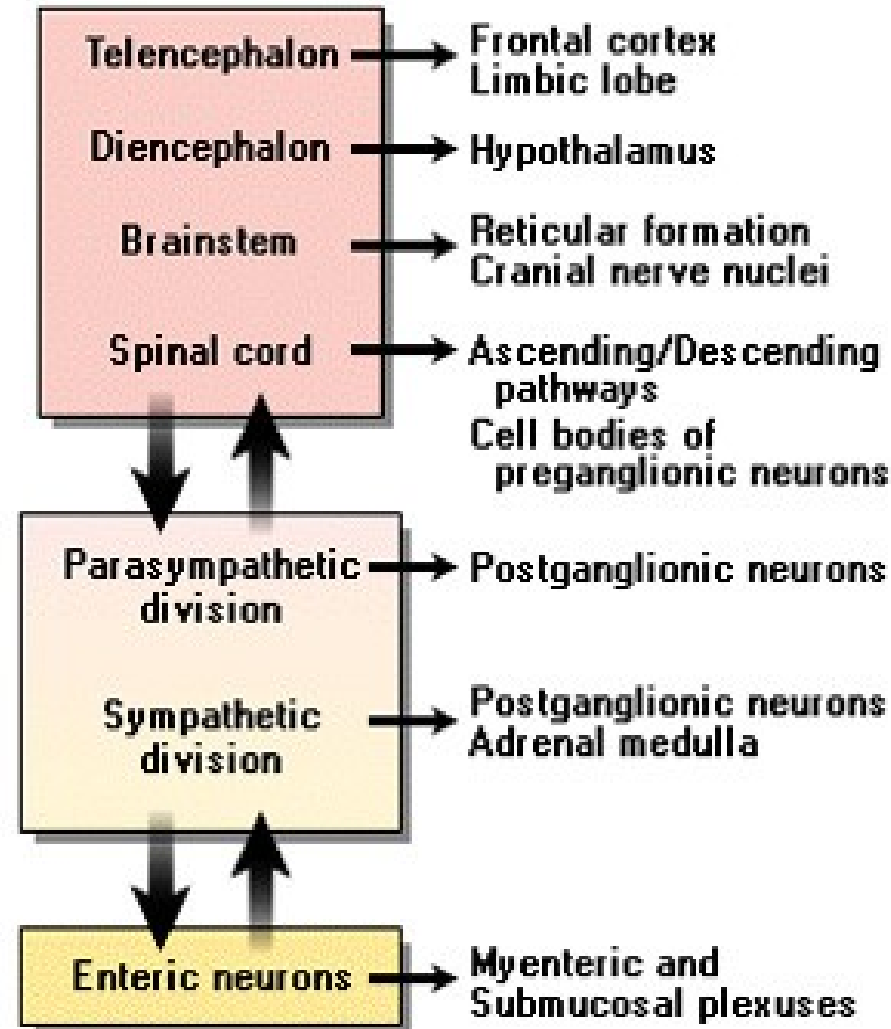 Telencephalon
Frontal cortex
Limbic lobe
Diencephalon
Hypothalamus
Brainstem
Reticular formation
Cranial nerve nuclei
Spinal cord
Ascending/Descending
pathways
Cell bodies of
preganglionic neurons
Parasympathetic
division
Postganglionic neurons
Sympathetic
division
Postganglionic neurons
Adrenal medulla
Enteric neurons
Myenteric and
Submucosal plexuses